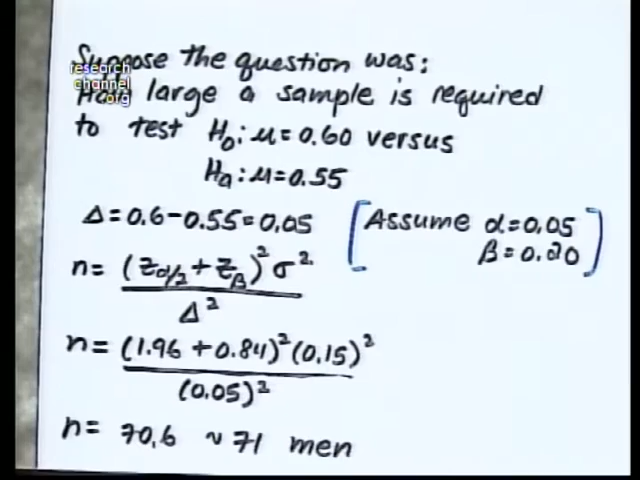 Suppose the question was:
research
channel
.org
How large a sample is required
to test H₀: μ = 0.60 versus
Hₐ: μ = 0.55
Δ = 0.6 - 0.55 = 0.05
[Assume α = 0.05
β = 0.20]
n = (z_α/2 + z_β)² σ²
Δ²
n = (1.96 + 0.84)² (0.15)²
(0.05)²
n = 70.6 ~ 71 men